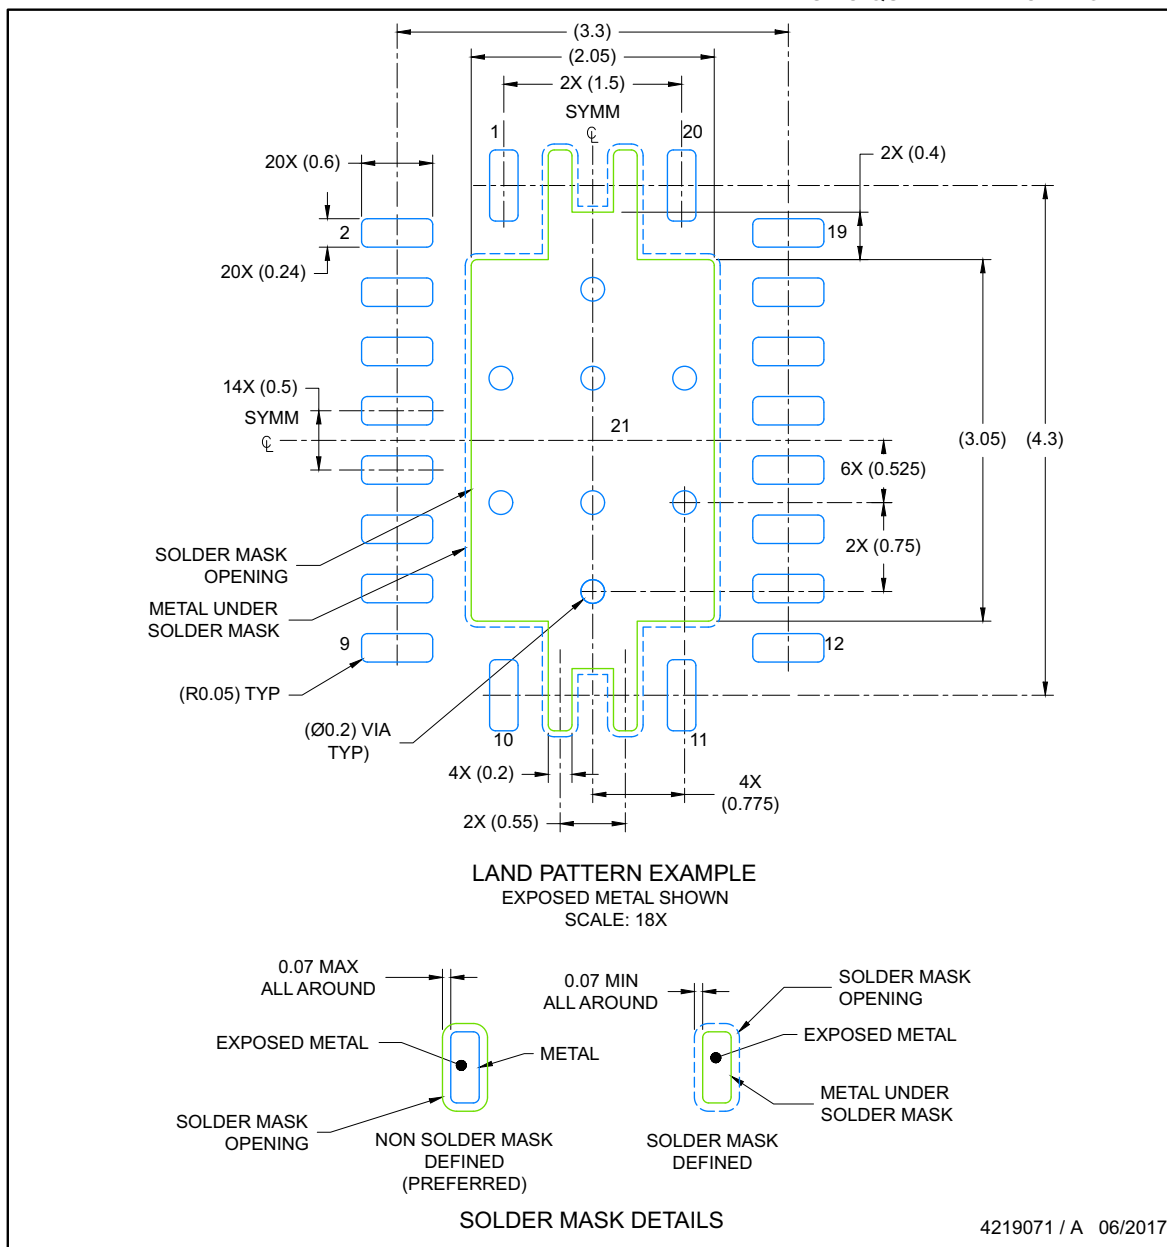 (3.3)
(2.05)
2X (1.5)
SYMM
℄
1
20
20X (0.6)
2X (0.4)
2
19
20X (0.24)
14X (0.5)
SYMM
℄
21
(3.05)
(4.3)
6X (0.525)
2X (0.75)
SOLDER MASK
OPENING
METAL UNDER
SOLDER MASK
9
12
(R0.05) TYP
(Ø0.2) VIA
TYP)
10
11
4X (0.2)
4X
(0.775)
2X (0.55)
LAND PATTERN EXAMPLE
EXPOSED METAL SHOWN
SCALE: 18X
0.07 MAX
ALL AROUND
0.07 MIN
ALL AROUND
SOLDER MASK
OPENING
EXPOSED METAL
METAL
EXPOSED METAL
SOLDER MASK
OPENING
METAL UNDER
SOLDER MASK
NON SOLDER MASK
DEFINED
(PREFERRED)
SOLDER MASK
DEFINED
SOLDER MASK DETAILS
4219071 / A 06/2017